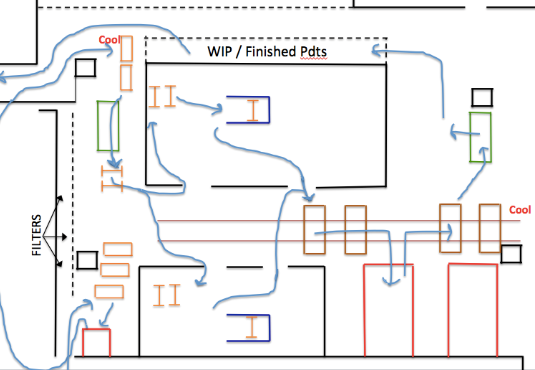 Cool
WIP / Finished Pdts
Cool
FILTERS